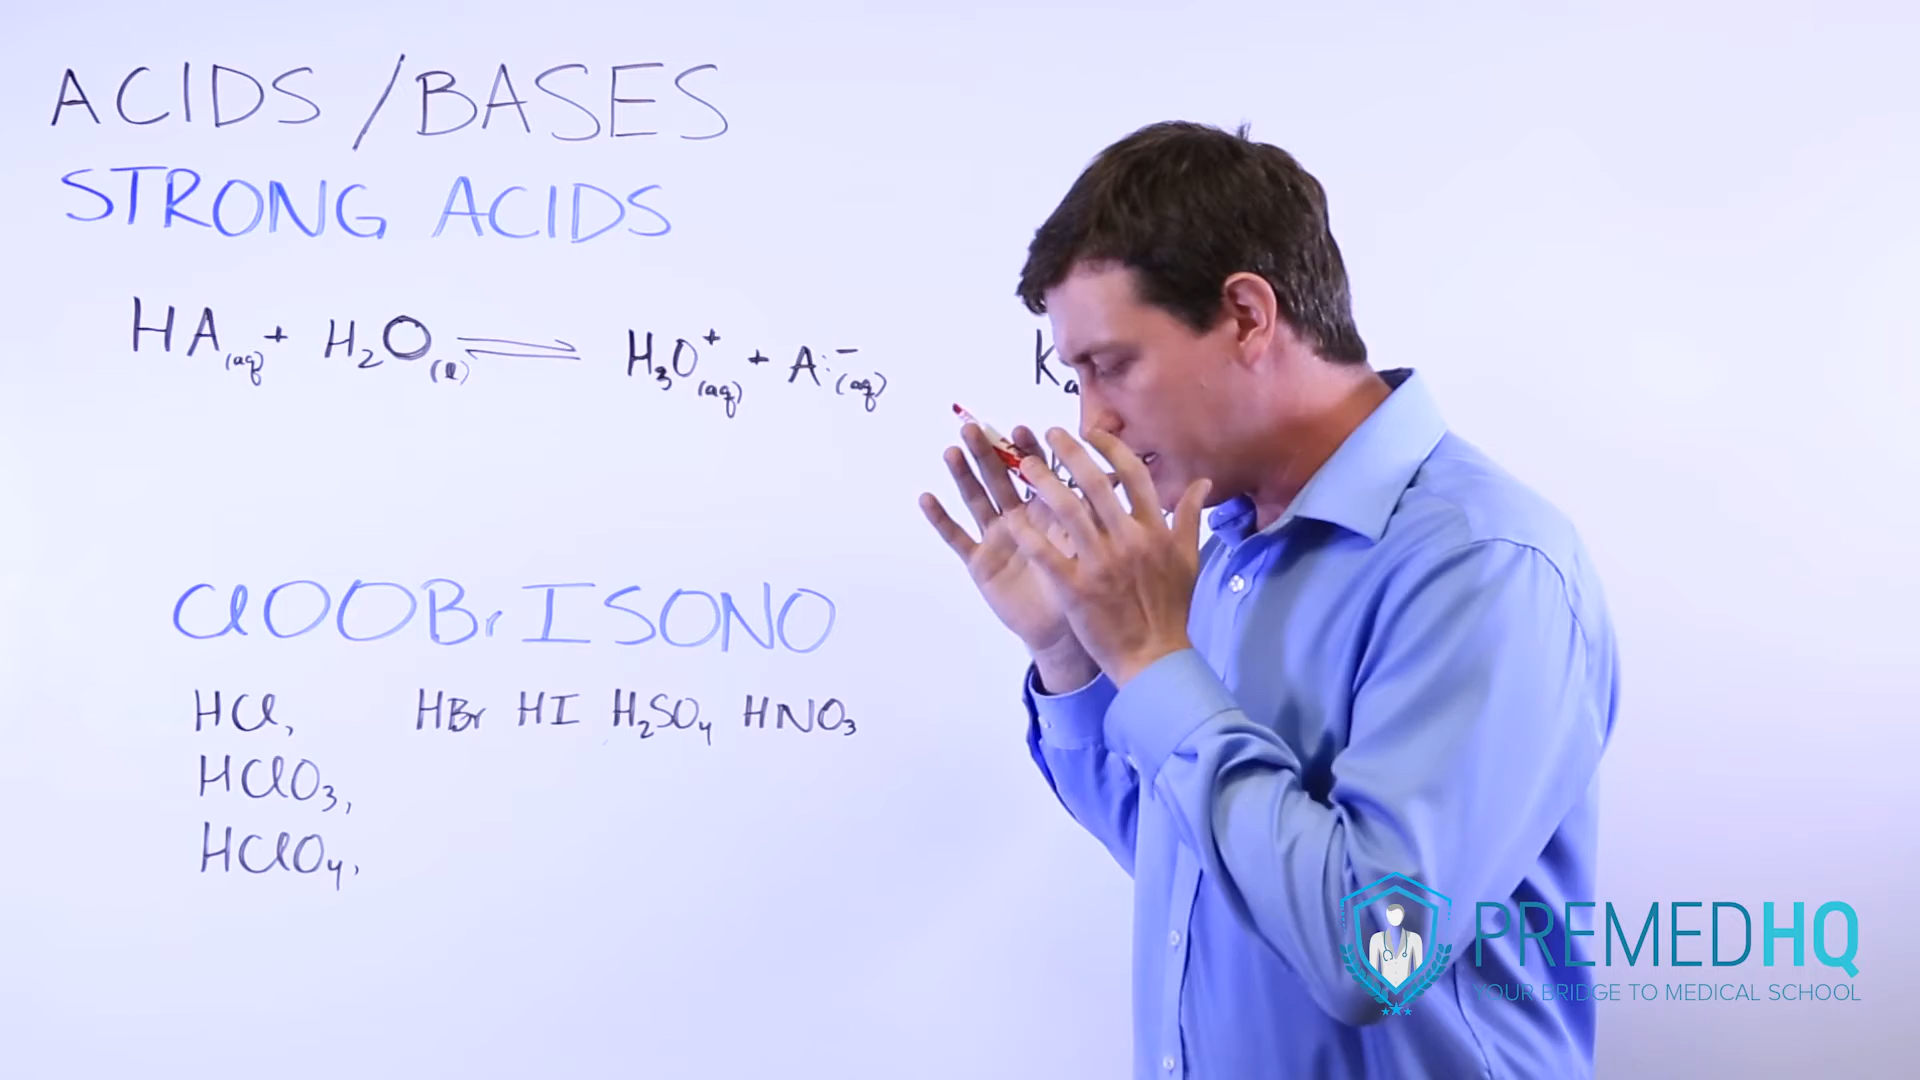 ACIDS/BASES
STRONG ACIDS
HA(aq) + H₂O(l) ⇌ H₃O⁺(aq) + A:⁻(aq)
Ka
ClOOBrISONO
HCl, HBr HI H₂SO₄ HNO₃
HClO₃,
HClO₄,
PREMEDHQ
YOUR BRIDGE TO MEDICAL SCHOOL